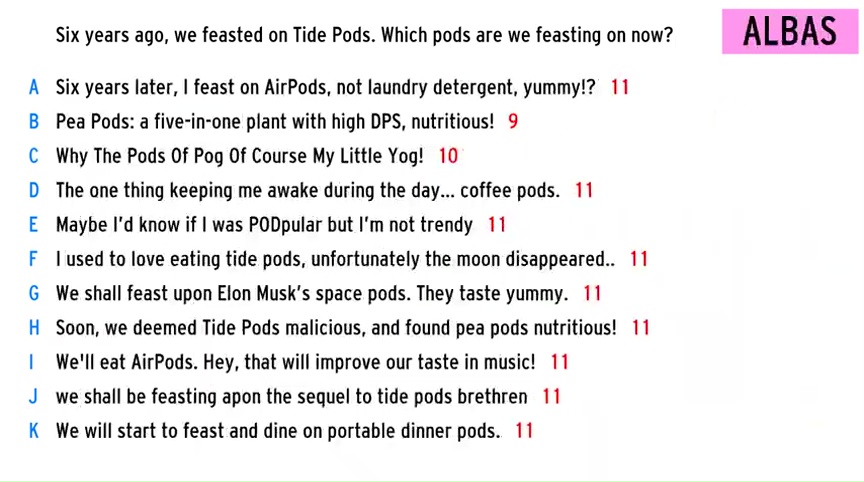 Six years ago, we feasted on Tide Pods. Which pods are we feasting on now?
ALBAS
A Six years later, I feast on AirPods, not laundry detergent, yummy!? 11
B Pea Pods: a five-in-one plant with high DPS, nutritious! 9
C Why The Pods Of Pog Of Course My Little Yog! 10
D The one thing keeping me awake during the day... coffee pods. 11
E Maybe I'd know if I was PODpular but I'm not trendy 11
F I used to love eating tide pods, unfortunately the moon disappeared.. 11
G We shall feast upon Elon Musk's space pods. They taste yummy. 11
H Soon, we deemed Tide Pods malicious, and found pea pods nutritious! 11
I We'll eat AirPods. Hey, that will improve our taste in music! 11
J we shall be feasting apon the sequel to tide pods brethren 11
K We will start to feast and dine on portable dinner pods. 11